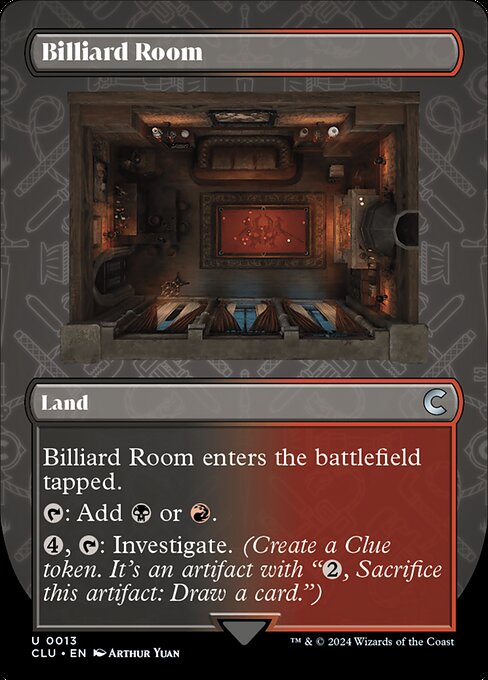 Billiard Room
Land
Billiard Room enters the battlefield
tapped.
: Add or .
4, : Investigate. (Create a Clue
token. It's an artifact with “2, Sacrifice
this artifact: Draw a card.”)
U 0013
CLU • EN Arthur Yuan
™ & © 2024 Wizards of the Coast